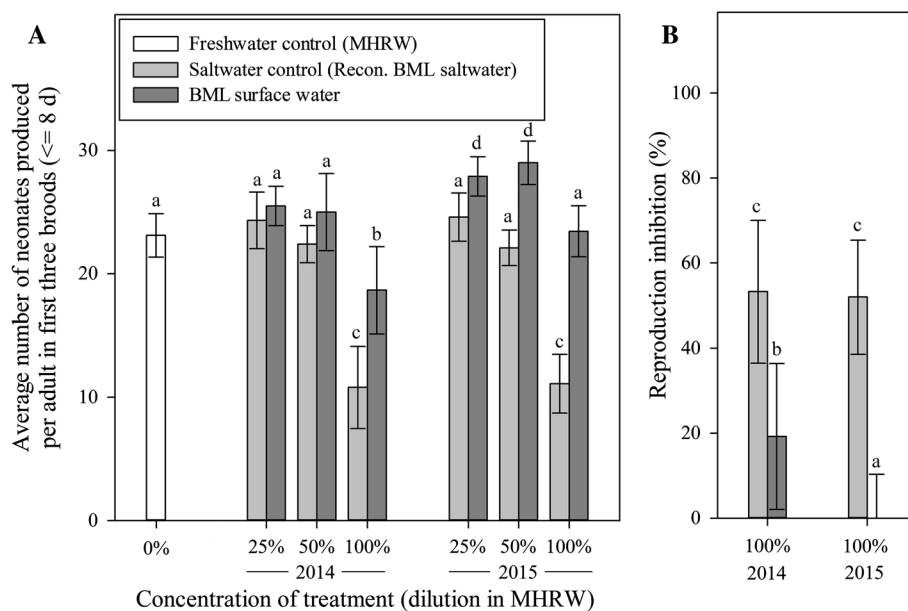 A
Freshwater control (MHRW)
Saltwater control (Recon. BML saltwater)
BML surface water
Average number of neonates produced
per adult in first three broods (<= 8 d)
30
20
10
0
a
a
a
a
a
c
b
a
d
a
d
c
a
0%
25% 50% 100%
2014
25% 50% 100%
2015
Concentration of treatment (dilution in MHRW)
B
Reproduction inhibition (%)
100
80
60
40
20
0
c
b
c
a
100%
2014
100%
2015